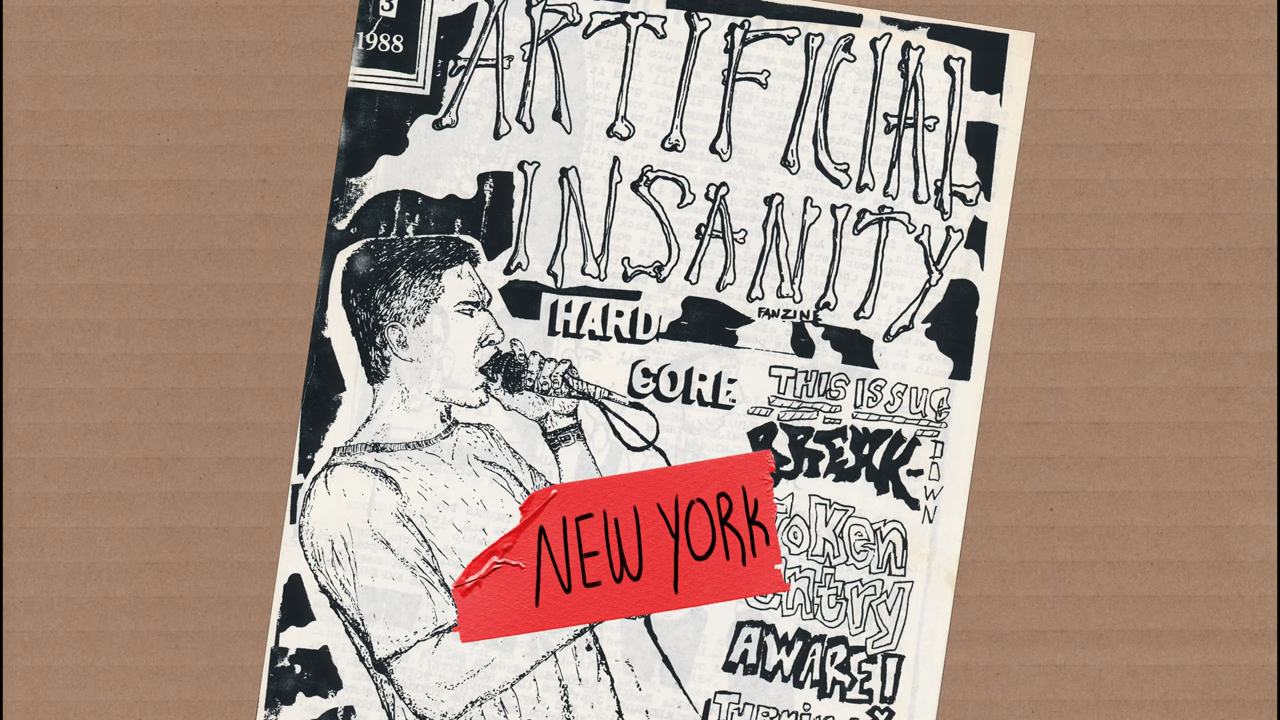 3
1988
ARTIFICIAL
INSANITY
FANZINE
HARD
CORE
THIS ISSUE
BREAK-
DOWN
TOKEN
ENTRY
AWARE!
NEW YORK